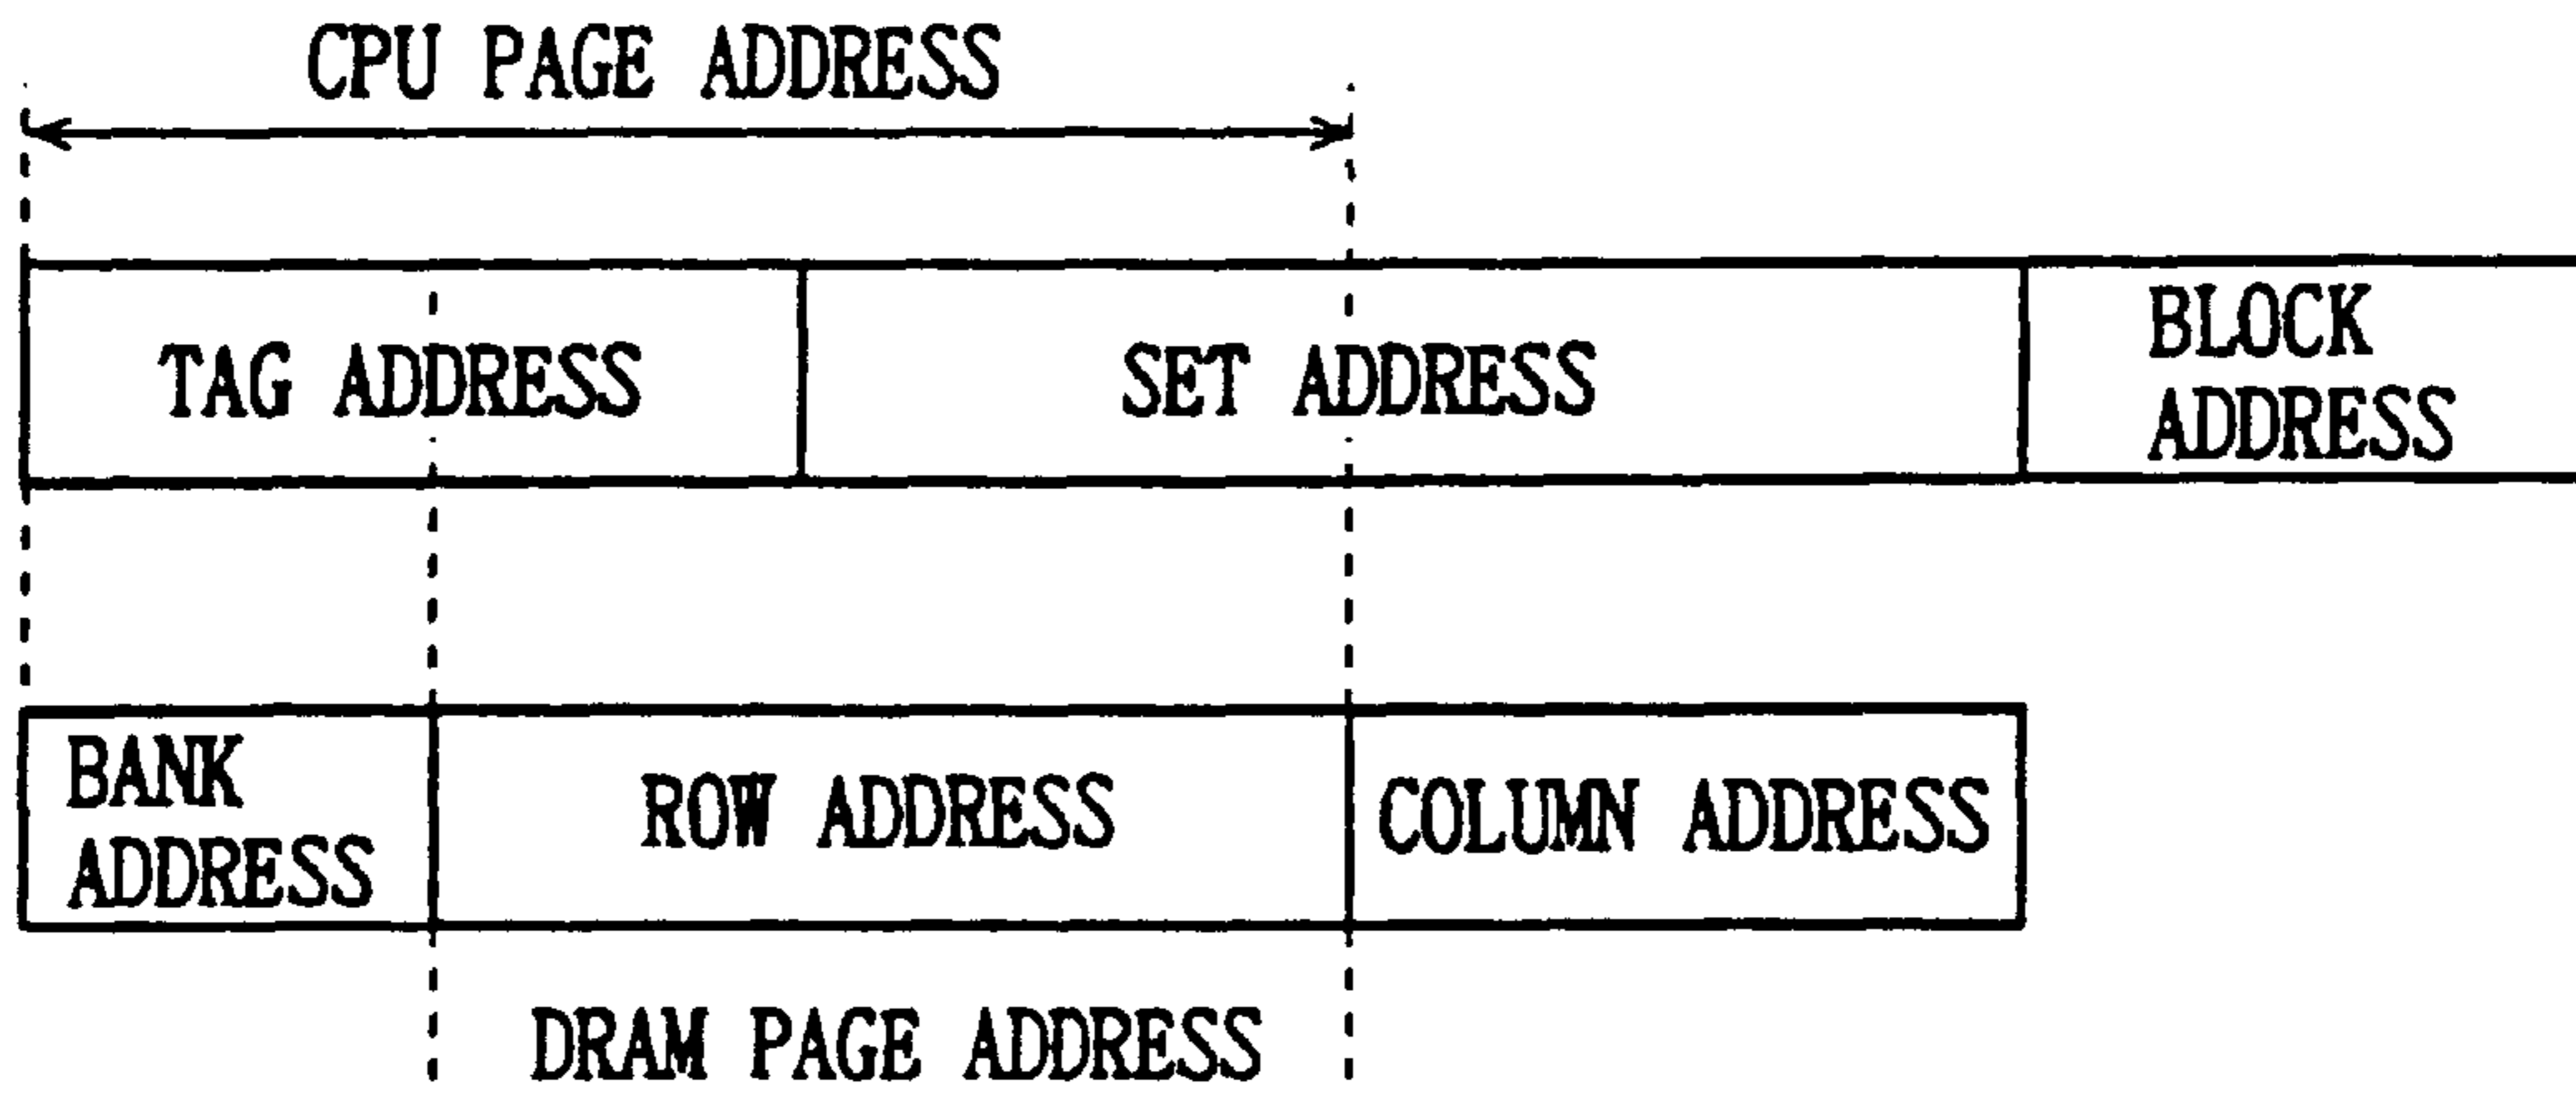 CPU PAGE ADDRESS
TAG ADDRESS
SET ADDRESS
BLOCK
ADDRESS
BANK
ADDRESS
ROW ADDRESS
COLUMN ADDRESS
DRAM PAGE ADDRESS